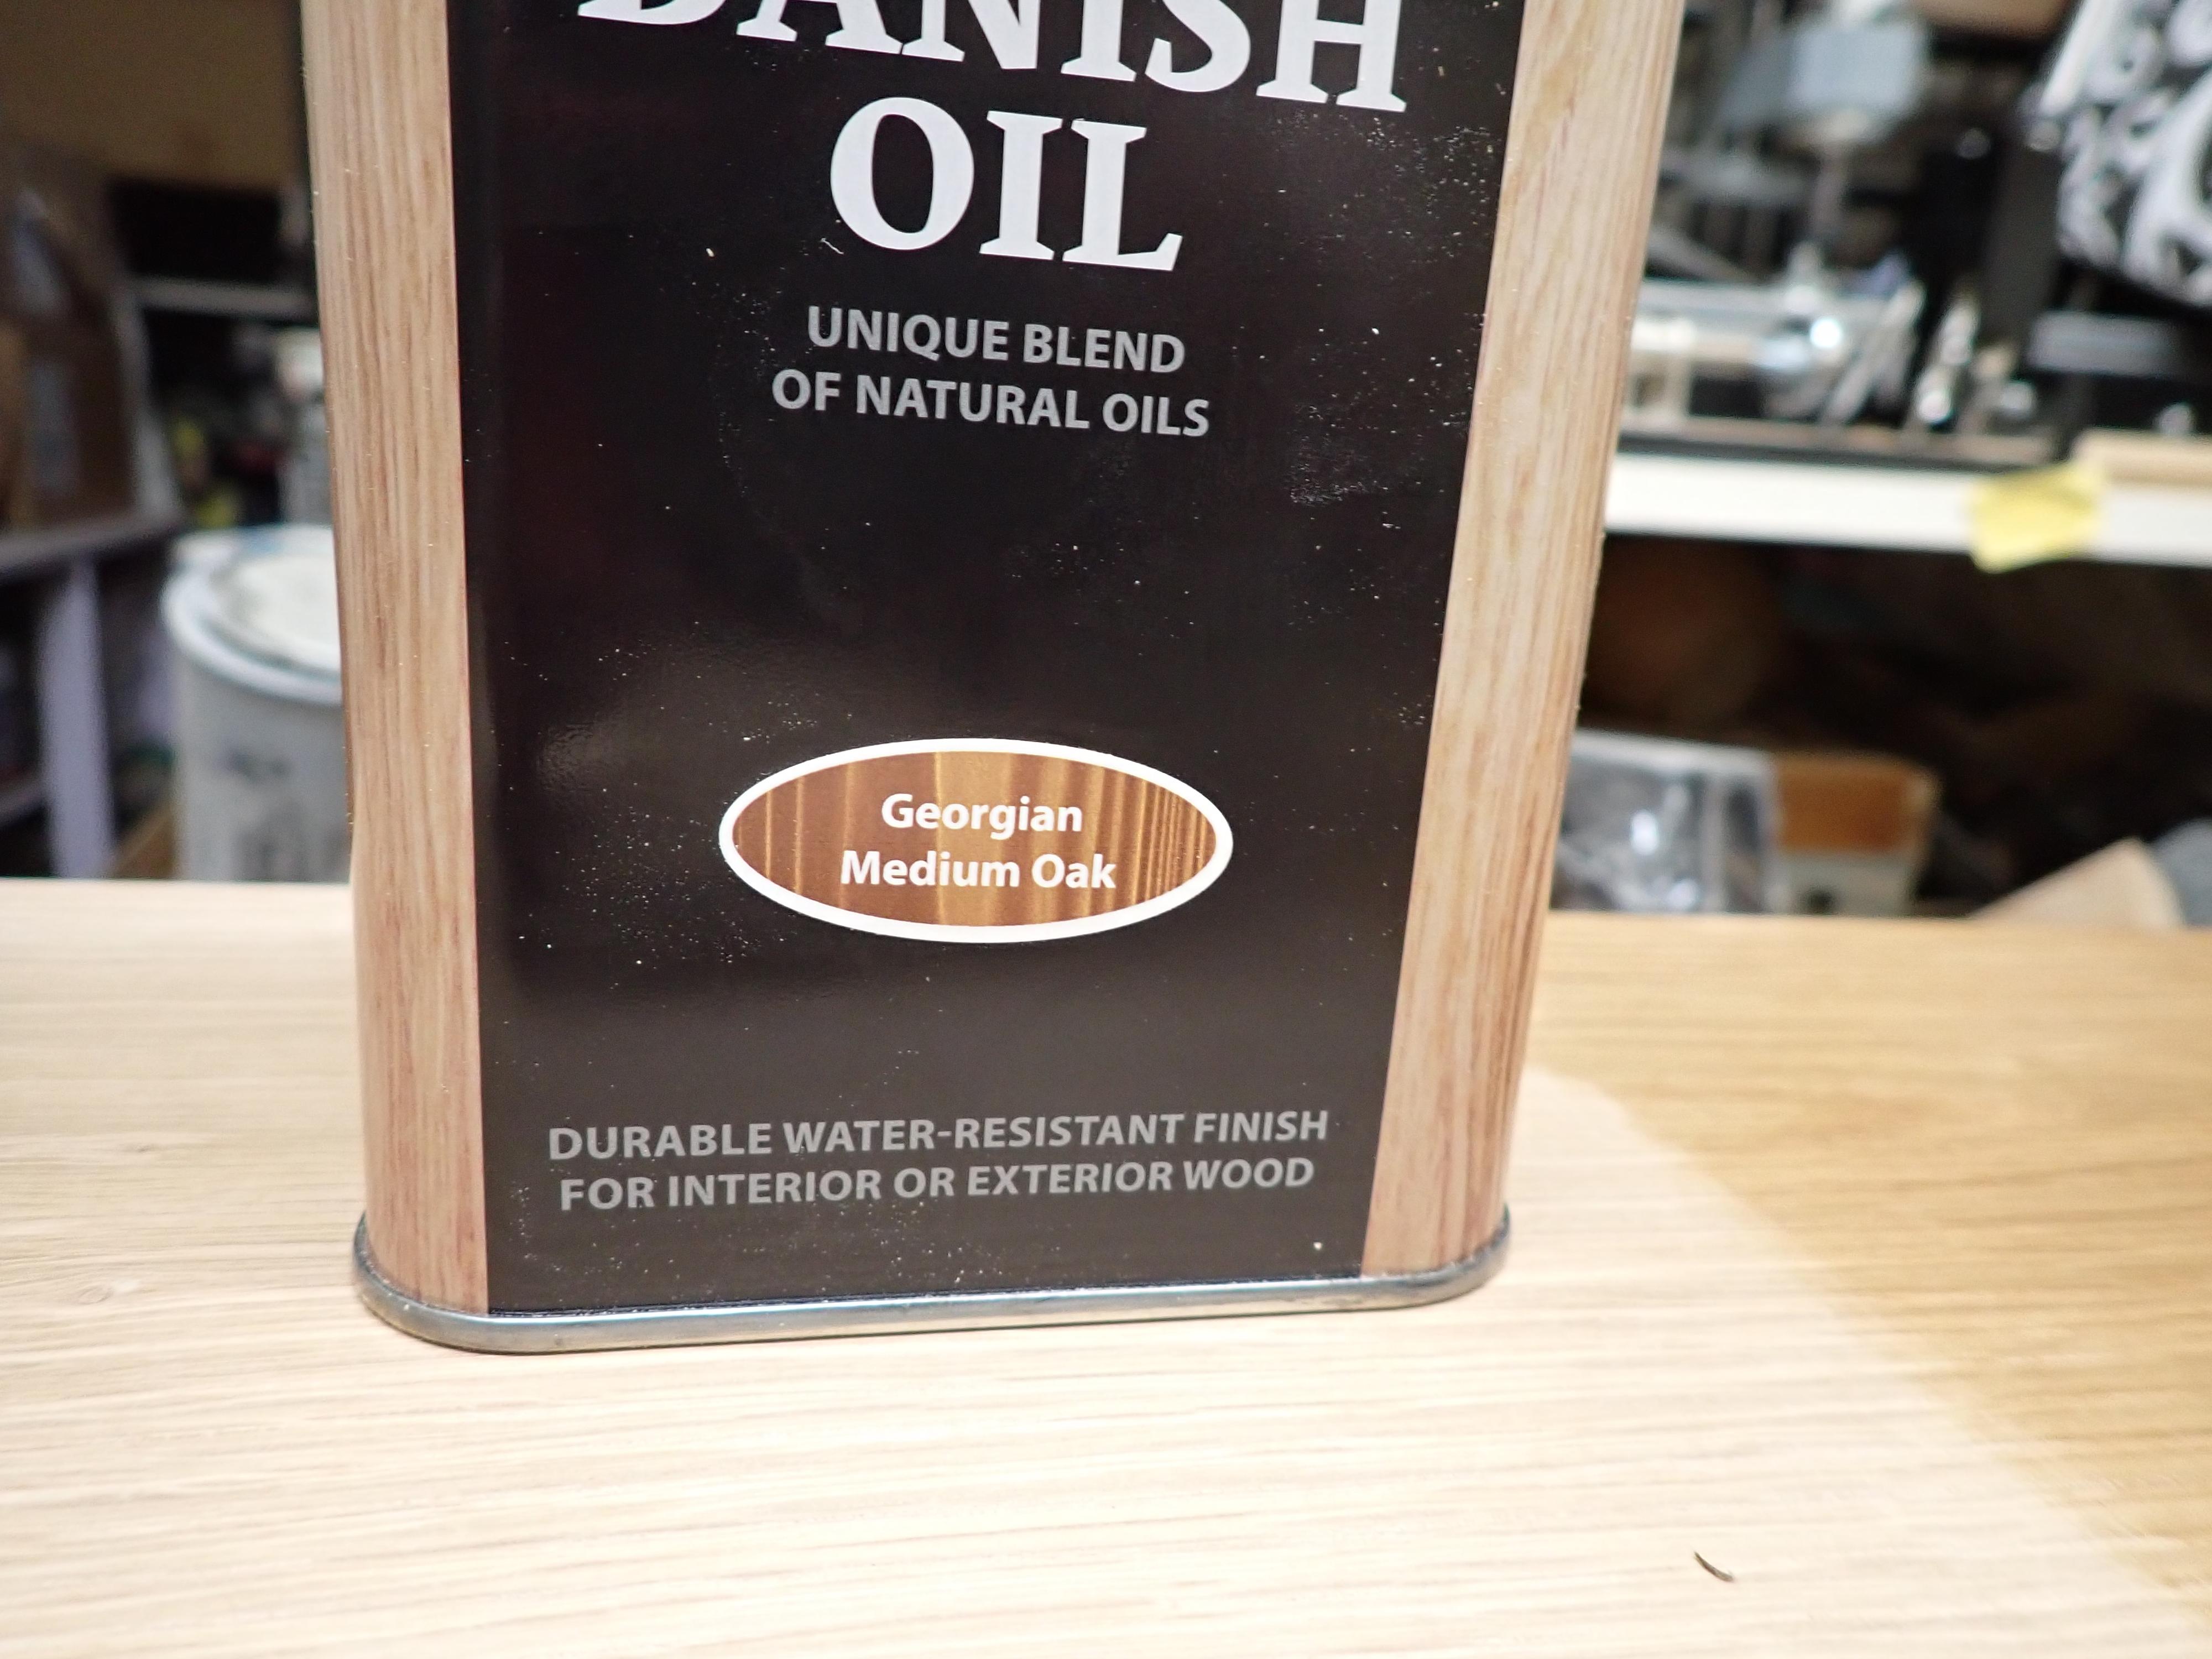 DANISH
OIL
UNIQUE BLEND
OF NATURAL OILS
Georgian
Medium Oak
DURABLE WATER-RESISTANT FINISH
FOR INTERIOR OR EXTERIOR WOOD